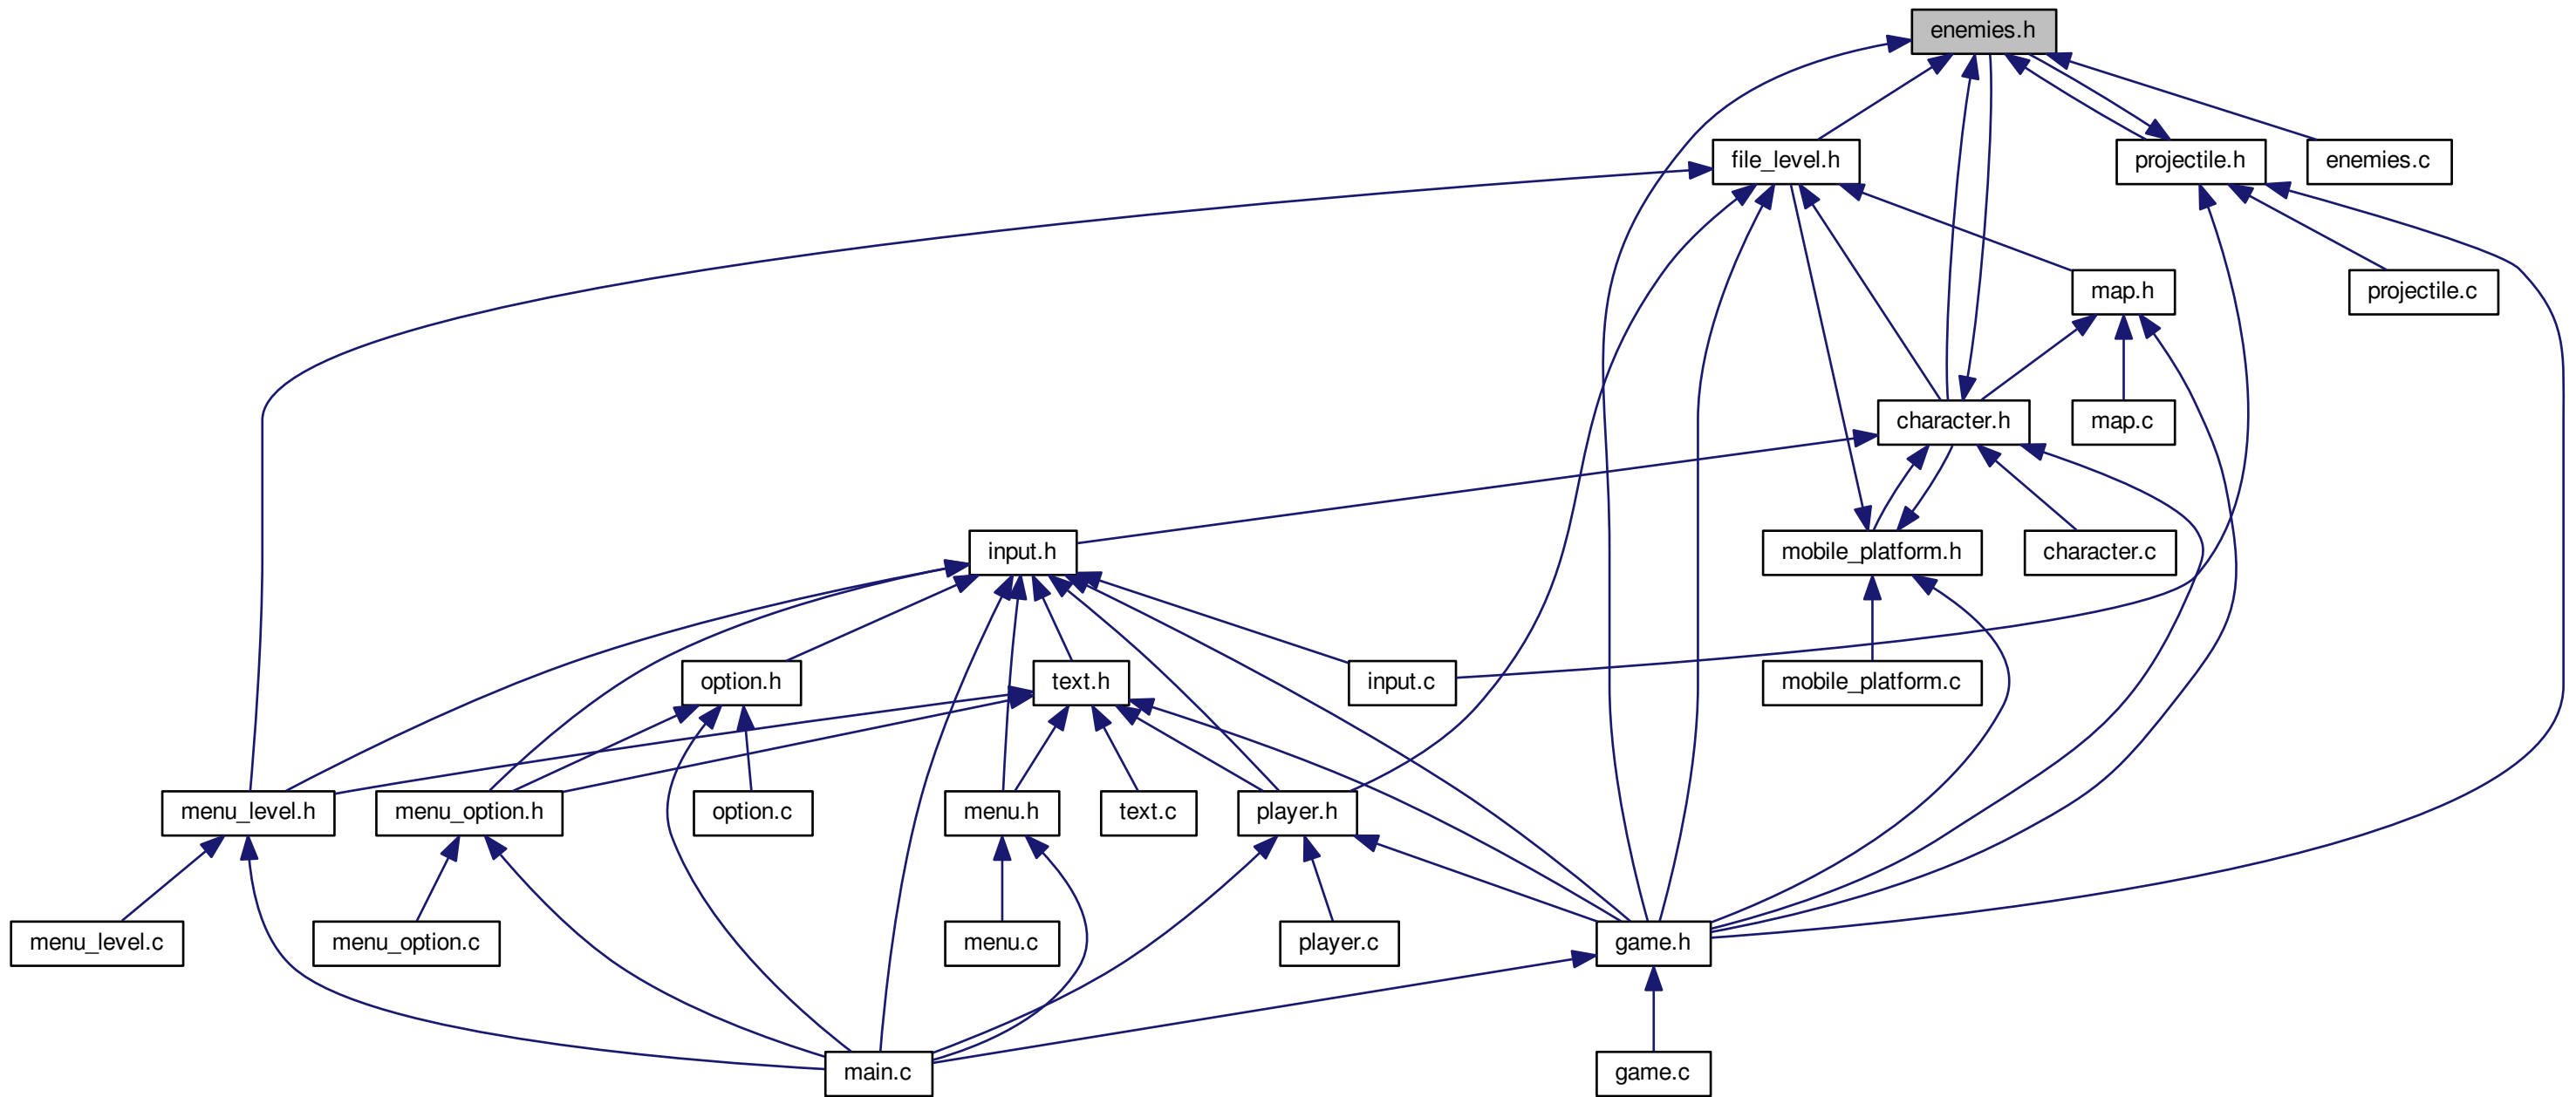 enemies.h
file_level.h
projectile.h
enemies.c
map.h
projectile.c
character.h
map.c
input.h
mobile_platform.h
character.c
option.h
text.h
input.c
mobile_platform.c
menu_level.h
menu_option.h
option.c
menu.h
text.c
player.h
menu_level.c
menu_option.c
menu.c
player.c
game.h
main.c
game.c